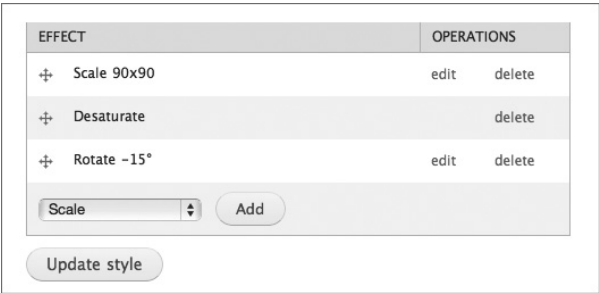 EFFECT OPERATIONS
Scale 90x90 edit delete
Desaturate delete
Rotate −15° edit delete
Scale Add
Update style